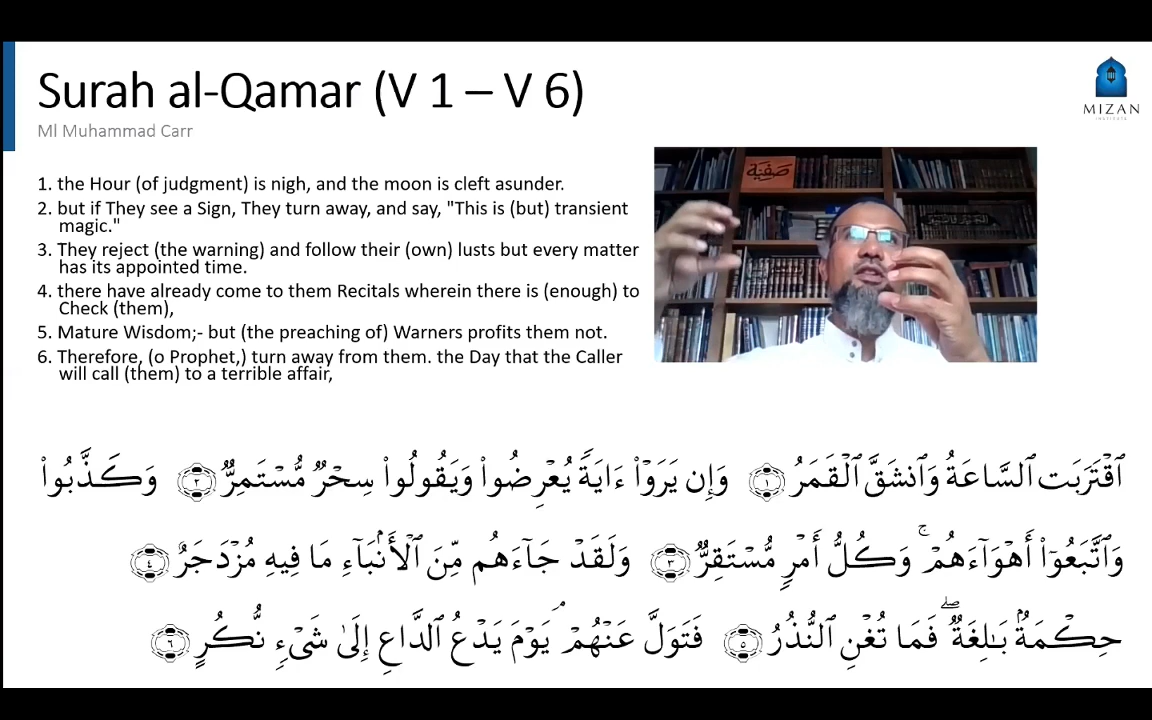 Surah al-Qamar (V 1 – V 6)
Ml Muhammad Carr
MIZAN
INSTITUTE
صفية
1. the Hour (of judgment) is nigh, and the moon is cleft asunder.
2. but if They see a Sign, They turn away, and say, "This is (but) transient
magic."
3. They reject (the warning) and follow their (own) lusts but every matter
has its appointed time.
4. there have already come to them Recitals wherein there is (enough) to
Check (them),
5. Mature Wisdom;- but (the preaching of) Warners profits them not.
6. Therefore, (o Prophet,) turn away from them. the Day that the Caller
will call (them) to a terrible affair,
ٱقْتَرَبَتِ ٱلسَّاعَةُ وَٱنشَقَّ ٱلْقَمَرُ ١ وَإِن يَرَوْا۟ ءَايَةًۭ يُعْرِضُوا۟ وَيَقُولُوا۟ سِحْرٌۭ مُّسْتَمِرٌّۭ ٢ وَكَذَّبُوا۟
وَٱتَّبَعُوٓا۟ أَهْوَآءَهُمْ ۚ وَكُلُّ أَمْرٍۢ مُّسْتَقِرٌّۭ ٣ وَلَقَدْ جَآءَهُم مِّنَ ٱلْأَنۢبَآءِ مَا فِيهِ مُزْدَجَرٌ ٤
حِكْمَةٌۢ بَٰلِغَةٌۭ ۖ فَمَا تُغْنِ ٱلنُّذُرُ ٥ فَتَوَلَّ عَنْهُمْ ۘ يَوْمَ يَدْعُ ٱلدَّاعِ إِلَىٰ شَىْءٍۢ نُّكُرٍ ٦